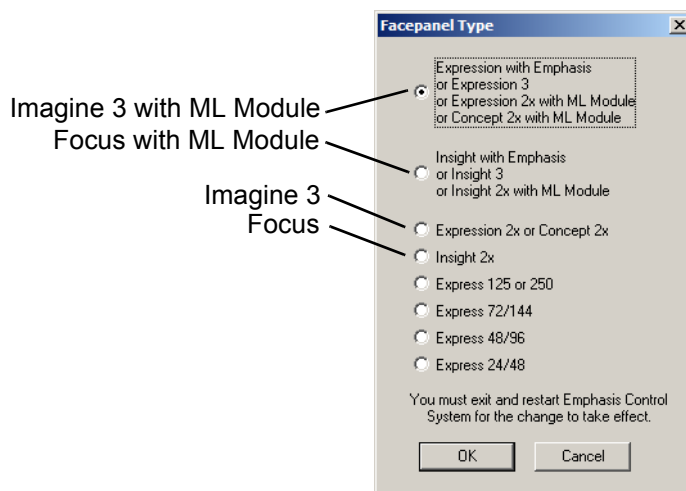 Facepanel Type
Expression with Emphasis
or Expression 3
or Expression 2x with ML Module
or Concept 2x with ML Module
Imagine 3 with ML Module
Focus with ML Module
Insight with Emphasis
or Insight 3
or Insight 2x with ML Module
Imagine 3
Focus
Expression 2x or Concept 2x
Insight 2x
Express 125 or 250
Express 72/144
Express 48/96
Express 24/48
You must exit and restart Emphasis Control
System for the change to take effect.
OK Cancel